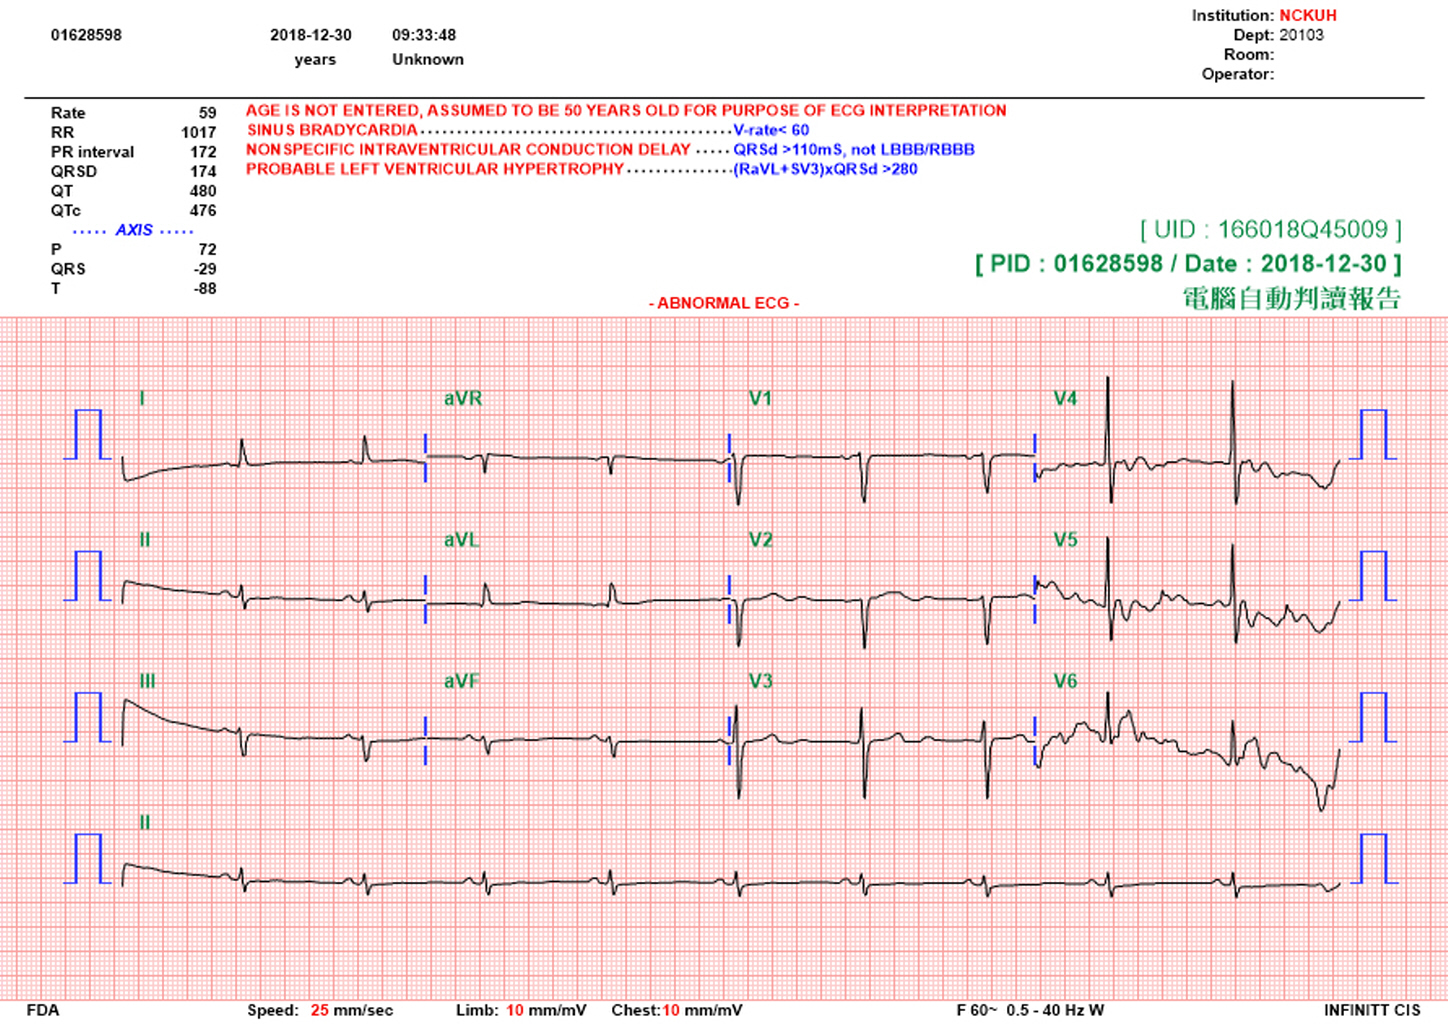 Institution: NCKUH
01628598 2018-12-30 09:33:48 Dept: 20103
years Unknown Room:
Operator:
Rate 59 AGE IS NOT ENTERED, ASSUMED TO BE 50 YEARS OLD FOR PURPOSE OF ECG INTERPRETATION
RR 1017 SINUS BRADYCARDIA........................................V-rate< 60
PR interval 172 NONSPECIFIC INTRAVENTRICULAR CONDUCTION DELAY ..... QRSd >110mS, not LBBB/RBBB
QRSD 174 PROBABLE LEFT VENTRICULAR HYPERTROPHY...............(RaVL+SV3)xQRSd >280
QT 480
QTc 476
..... AXIS .....
[ UID : 166018Q45009 ]
P 72
QRS -29
[ PID : 01628598 / Date : 2018-12-30 ]
T -88
- ABNORMAL ECG -
電腦自動判讀報告
I aVR V1 V4
II aVL V2 V5
III aVF V3 V6
II
FDA Speed: 25 mm/sec Limb: 10 mm/mV Chest:10 mm/mV F 60~ 0.5 - 40 Hz W INFINITT CIS